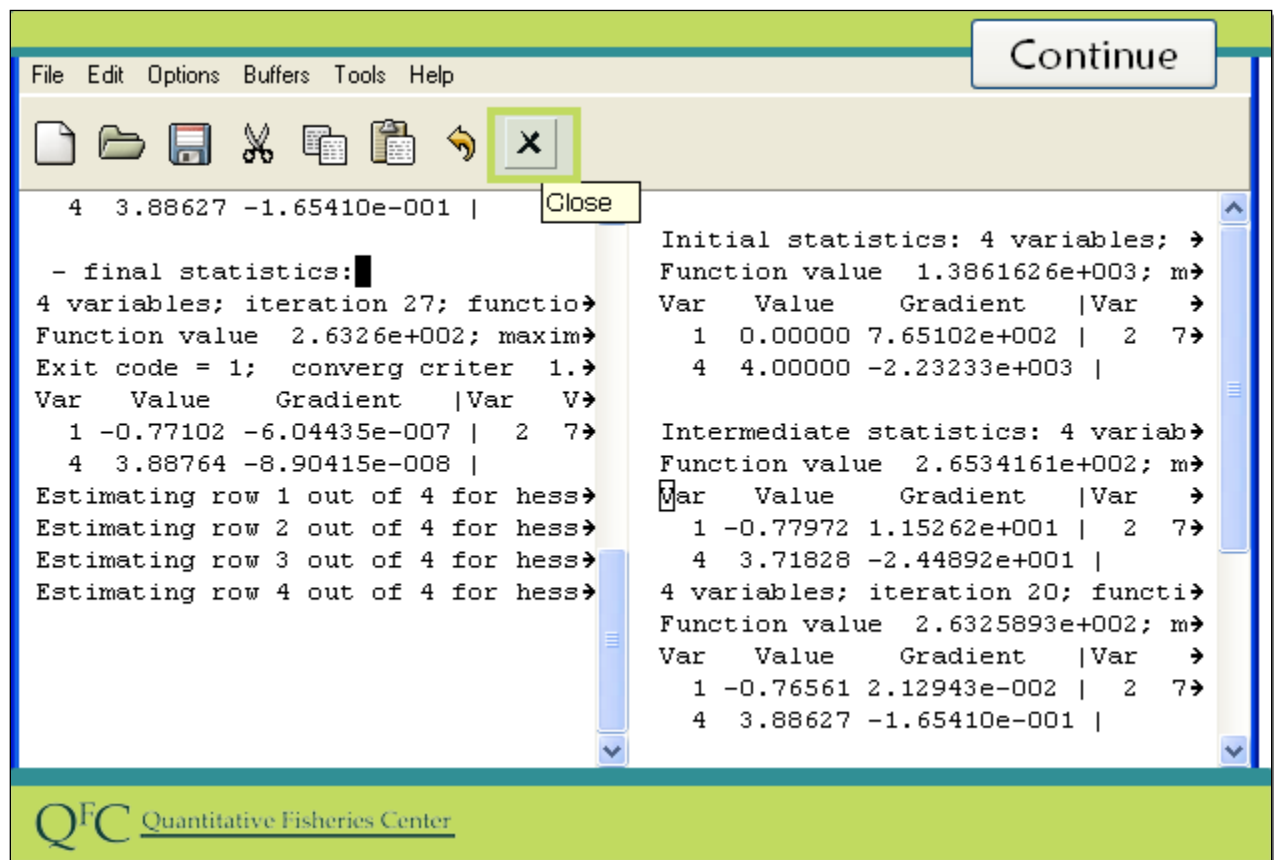 Continue
File Edit Options Buffers Tools Help
Close
4 3.88627 -1.65410e-001 |
- final statistics:
4 variables; iteration 27; functio
Function value 2.6326e+002; maxim
Exit code = 1; converg criter 1.
Var Value Gradient |Var V
1 -0.77102 -6.04435e-007 | 2 7
4 3.88764 -8.90415e-008 |
Estimating row 1 out of 4 for hess
Estimating row 2 out of 4 for hess
Estimating row 3 out of 4 for hess
Estimating row 4 out of 4 for hess
Initial statistics: 4 variables;
Function value 1.3861626e+003; m
Var Value Gradient |Var
1 0.00000 7.65102e+002 | 2 7
4 4.00000 -2.23233e+003 |
Intermediate statistics: 4 variab
Function value 2.6534161e+002; m
Var Value Gradient |Var
1 -0.77972 1.15262e+001 | 2 7
4 3.71828 -2.44892e+001 |
4 variables; iteration 20; functi
Function value 2.6325893e+002; m
Var Value Gradient |Var
1 -0.76561 2.12943e-002 | 2 7
4 3.88627 -1.65410e-001 |
QFC Quantitative Fisheries Center